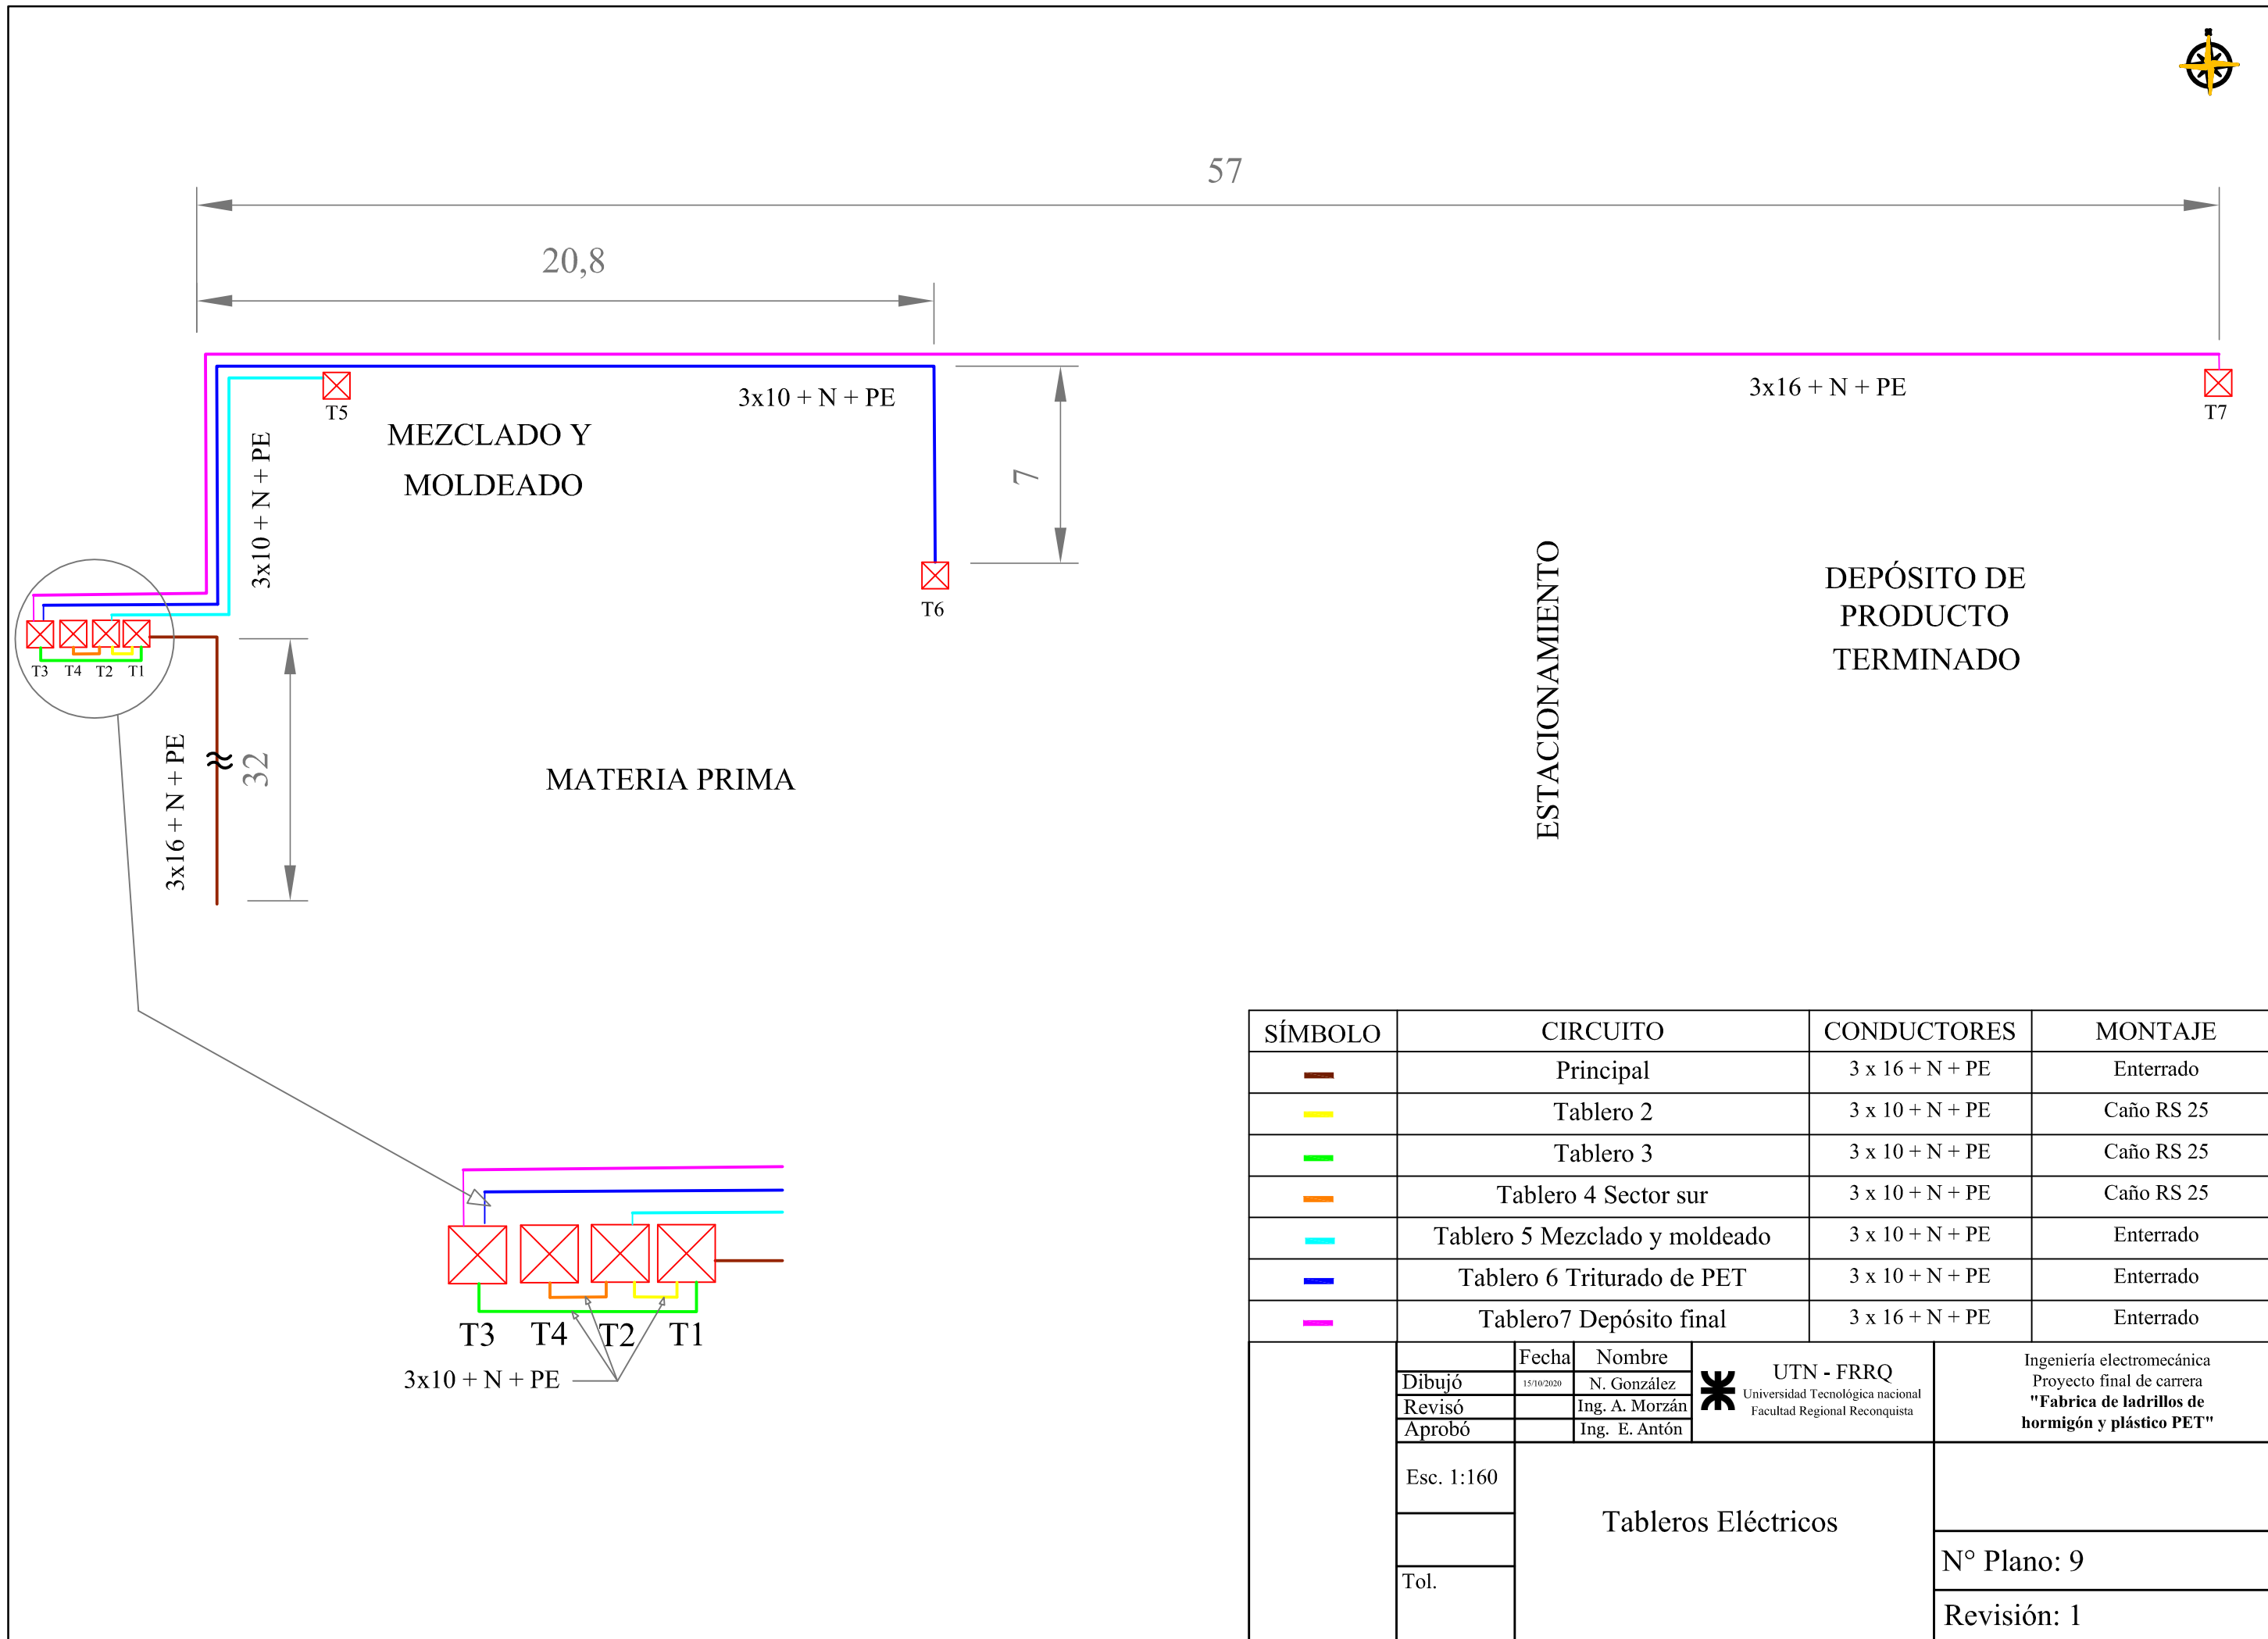 57
20,8
3x10 + N + PE
3x16 + N + PE
T5
T7
MEZCLADO Y
MOLDEADO
3x10 + N + PE
7
T6
ESTACIONAMIENTO
DEPÓSITO DE
PRODUCTO
TERMINADO
T3 T4 T2 T1
3x16 + N + PE
32
MATERIA PRIMA
T3 T4 T2 T1
3x10 + N + PE
SÍMBOLO CIRCUITO CONDUCTORES MONTAJE
Principal 3 x 16 + N + PE Enterrado
Tablero 2 3 x 10 + N + PE Caño RS 25
Tablero 3 3 x 10 + N + PE Caño RS 25
Tablero 4 Sector sur 3 x 10 + N + PE Caño RS 25
Tablero 5 Mezclado y moldeado 3 x 10 + N + PE Enterrado
Tablero 6 Triturado de PET 3 x 10 + N + PE Enterrado
Tablero7 Depósito final 3 x 16 + N + PE Enterrado
Fecha Nombre
Dibujó 15/10/2020 N. González
Revisó Ing. A. Morzán
Aprobó Ing. E. Antón
UTN - FRRQ
Universidad Tecnológica nacional
Facultad Regional Reconquista
Ingeniería electromecánica
Proyecto final de carrera
"Fabrica de ladrillos de
hormigón y plástico PET"
Esc. 1:160
Tableros Eléctricos
Tol.
N° Plano: 9
Revisión: 1